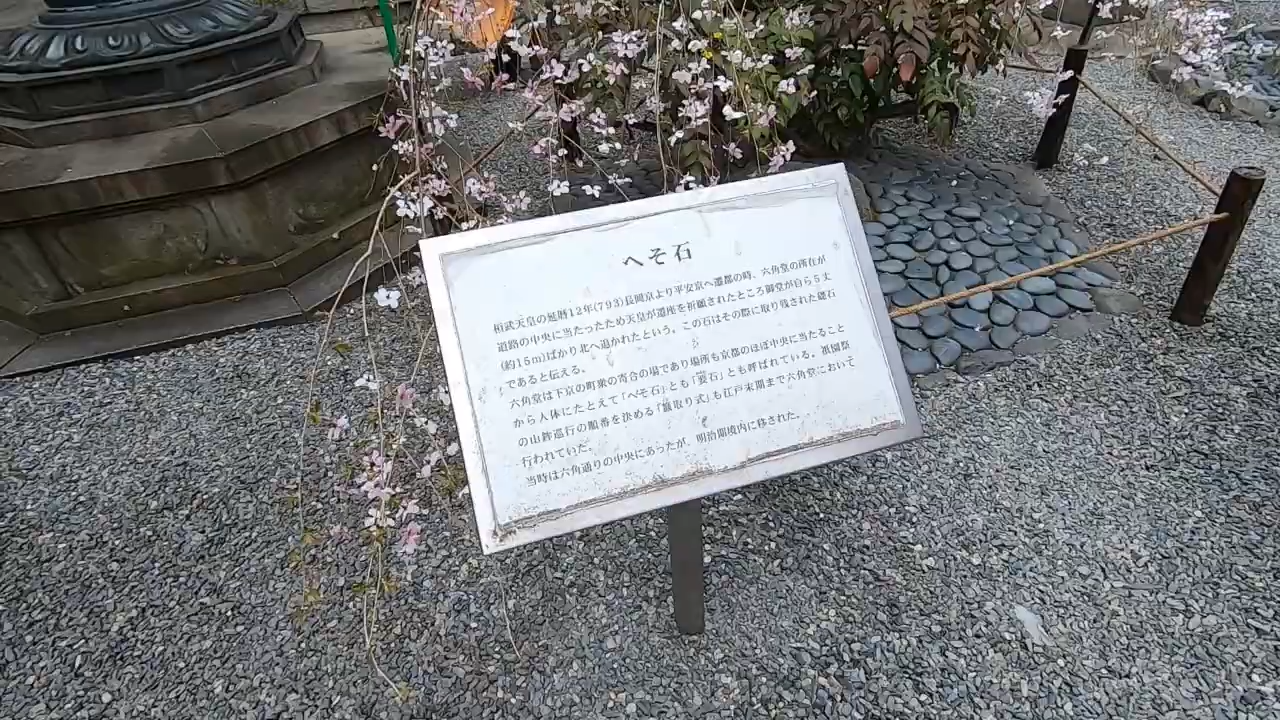 へそ石
桓武天皇の延暦12年(793)長岡京より平安京へ遷都の時、六角堂の所在が
道路の中央に当たったため天皇が遷所を祈願されたところ御堂が自ら5丈
(約15m)ばかり北へ退かれたという。この石はその際に取り残された礎石
であると伝える。
六角堂は下京の町衆の寄合の場であり場所も京都のほぼ中央に当たること
から人体にたとえて「へそ石」とも「要石」とも呼ばれている。祇園祭
の山鉾巡行の順番を決める「鬮取り式」も江戸末期まで六角堂において
行われていた。
当時は六角通りの中央にあったが、明治期境内に移された。